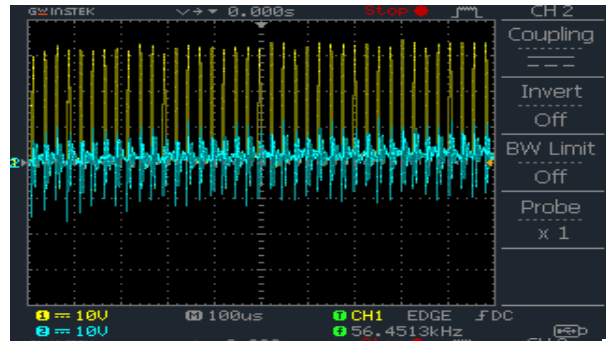 GWINSTEK 0.000s Stop CH 2
Coupling
Invert
Off
BW Limit
Off
Probe
x 1
1 10V M 100us T CH1 EDGE DC
2 10V f 56.4513kHz